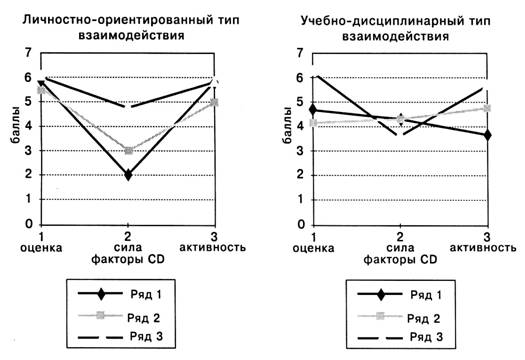 Личностно-ориентированный тип
взаимодействия
7
6
5
4
3
2
1
0
баллы
1
2
3
оценка
сила
активность
факторы CD
Ряд 1
Ряд 2
Ряд 3
Учебно-дисциплинарный тип
взаимодействия
7
6
5
4
3
2
1
0
баллы
1
2
3
оценка
сила
активность
факторы CD
Ряд 1
Ряд 2
Ряд 3